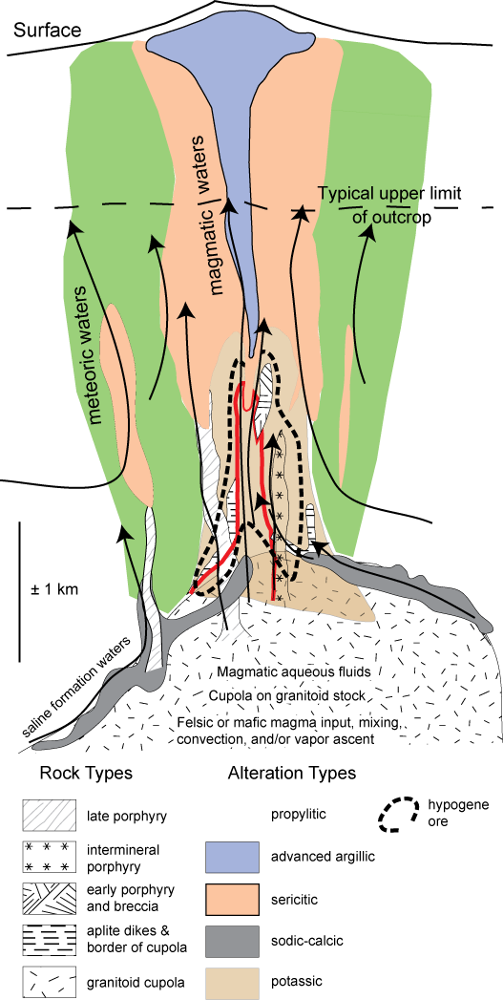 Surface
magmatic waters
Typical upper limit
of outcrop
meteoric waters
± 1 km
saline formation waters
Magmatic aqueous fluids
Cupola on granitoid stock
Felsic or mafic magma input, mixing,
convection, and/or vapor ascent
Rock Types
late porphyry
intermineral
porphyry
early porphyry
and breccia
aplite dikes &
border of cupola
granitoid cupola
Alteration Types
propylitic
advanced argillic
sericitic
sodic-calcic
potassic
hypogene
ore